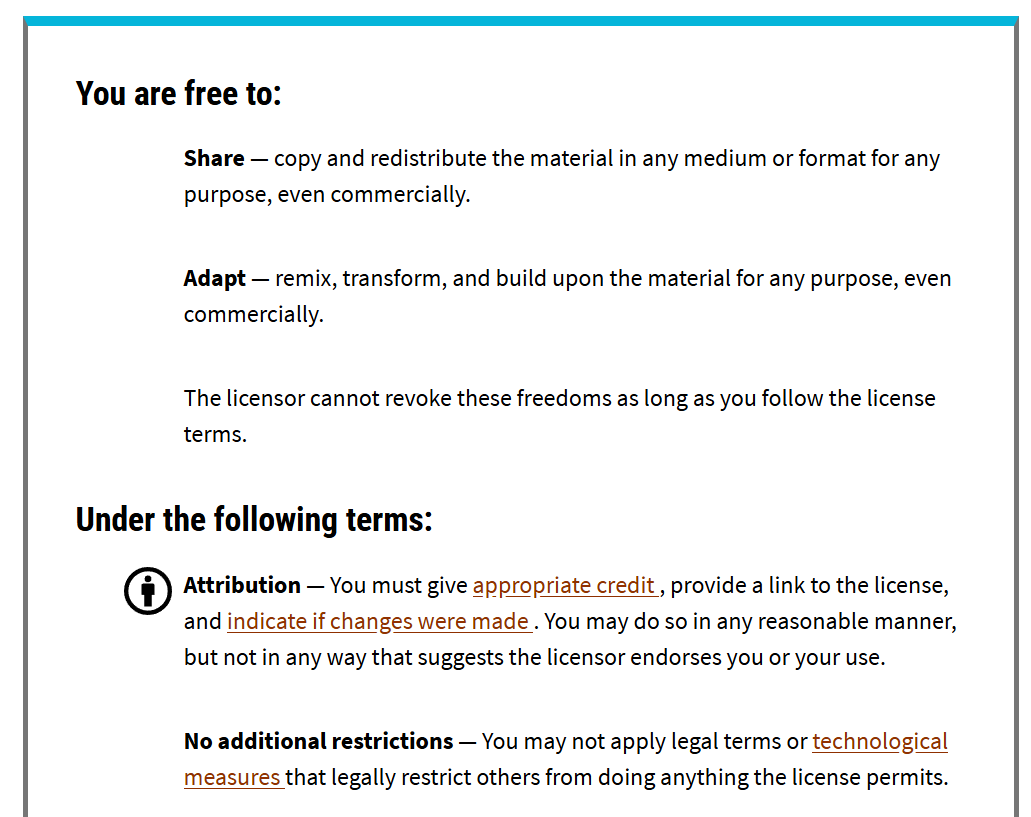 You are free to:
Share — copy and redistribute the material in any medium or format for any
purpose, even commercially.
Adapt — remix, transform, and build upon the material for any purpose, even
commercially.
The licensor cannot revoke these freedoms as long as you follow the license
terms.
Under the following terms:
Attribution — You must give appropriate credit , provide a link to the license,
and indicate if changes were made . You may do so in any reasonable manner,
but not in any way that suggests the licensor endorses you or your use.
No additional restrictions — You may not apply legal terms or technological
measures that legally restrict others from doing anything the license permits.